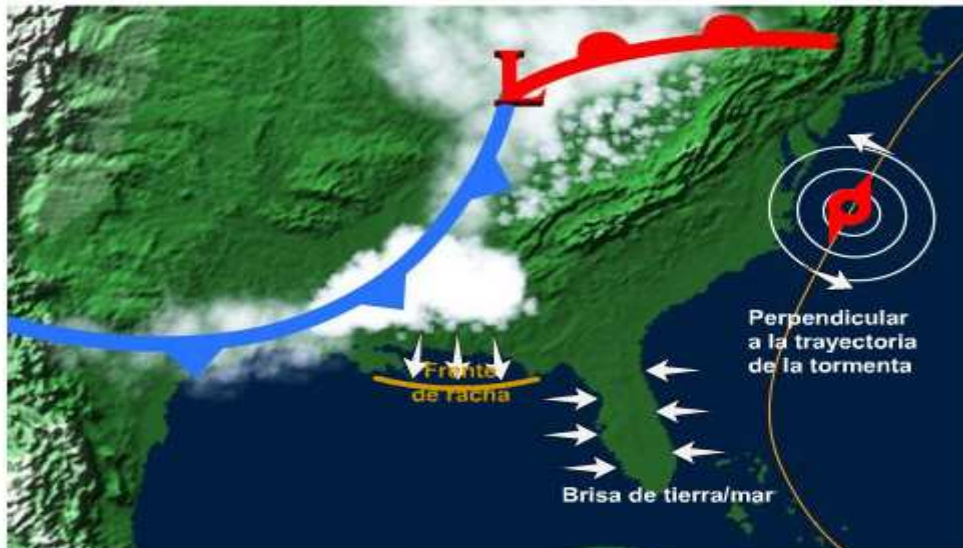 L
Perpendicular
a la trayectoria
de la tormenta
Frente
de racha
Brisa de tierra/mar